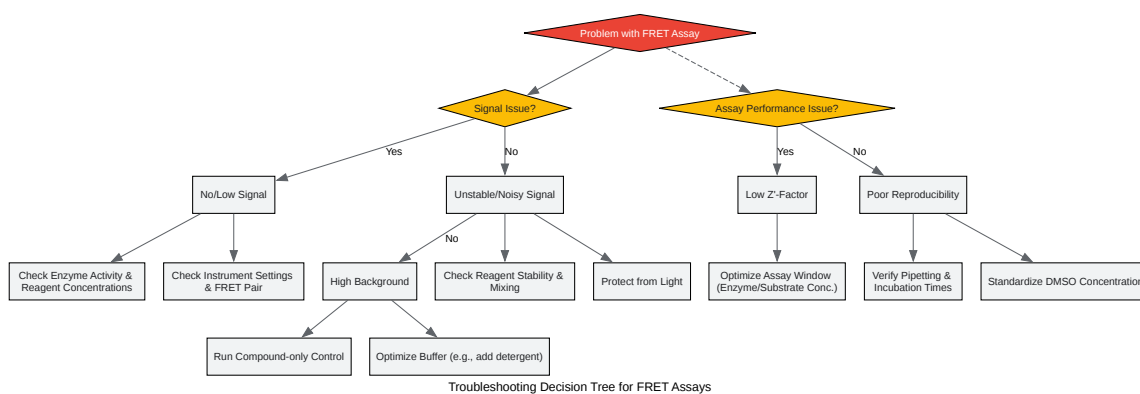 Problem with FRET Assay
Signal Issue?
Assay Performance Issue?
Yes
No
Yes
No
No/Low Signal
Unstable/Noisy Signal
Low Z'-Factor
Poor Reproducibility
No
Check Enzyme Activity &
Reagent Concentrations
Check Instrument Settings
& FRET Pair
High Background
Check Reagent Stability &
Mixing
Protect from Light
Optimize Assay Window
(Enzyme/Substrate Conc.)
Verify Pipetting &
Incubation Times
Standardize DMSO Concentration
Run Compound-only Control
Optimize Buffer (e.g., add detergent)
Troubleshooting Decision Tree for FRET Assays